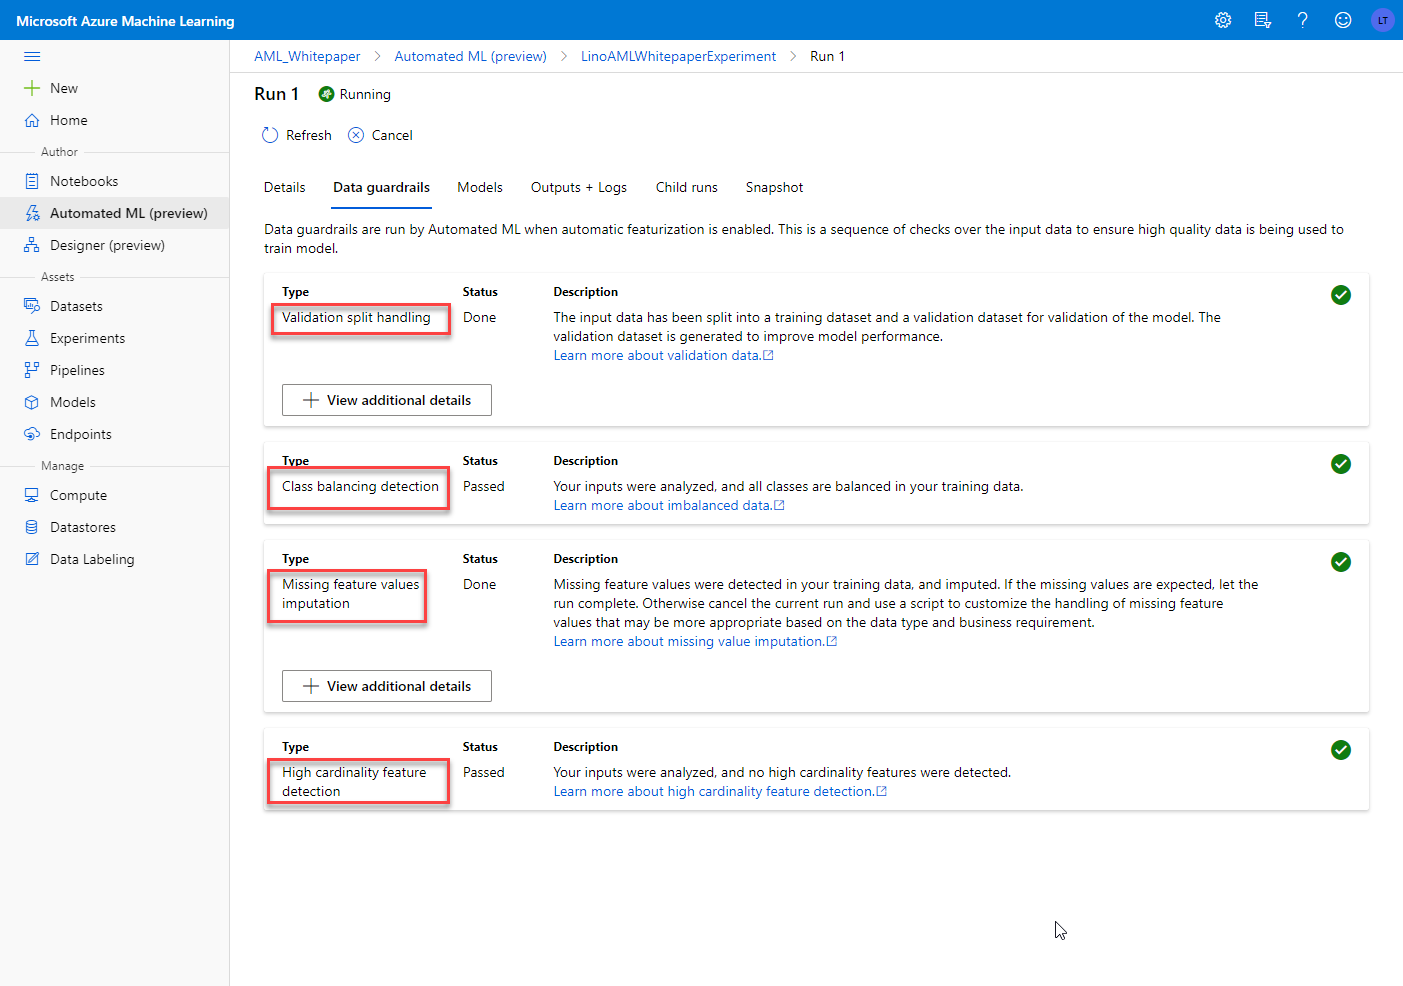 Microsoft Azure Machine Learning
LT
New
Home
Author
Notebooks
Automated ML (preview)
Designer (preview)
Assets
Datasets
Experiments
Pipelines
Models
Endpoints
Manage
Compute
Datastores
Data Labeling
AML_Whitepaper > Automated ML (preview) > LinoAMLWhitepaperExperiment > Run 1
Run 1 Running
Refresh Cancel
Details Data guardrails Models Outputs + Logs Child runs Snapshot
Data guardrails are run by Automated ML when automatic featurization is enabled. This is a sequence of checks over the input data to ensure high quality data is being used to
train model.
Type Status Description
Validation split handling Done The input data has been split into a training dataset and a validation dataset for validation of the model. The
validation dataset is generated to improve model performance.
Learn more about validation data.
View additional details
Type Status Description
Class balancing detection Passed Your inputs were analyzed, and all classes are balanced in your training data.
Learn more about imbalanced data.
Type Status Description
Missing feature values Done Missing feature values were detected in your training data, and imputed. If the missing values are expected, let the
imputation run complete. Otherwise cancel the current run and use a script to customize the handling of missing feature
values that may be more appropriate based on the data type and business requirement.
Learn more about missing value imputation.
View additional details
Type Status Description
High cardinality feature Passed Your inputs were analyzed, and no high cardinality features were detected.
detection Learn more about high cardinality feature detection.